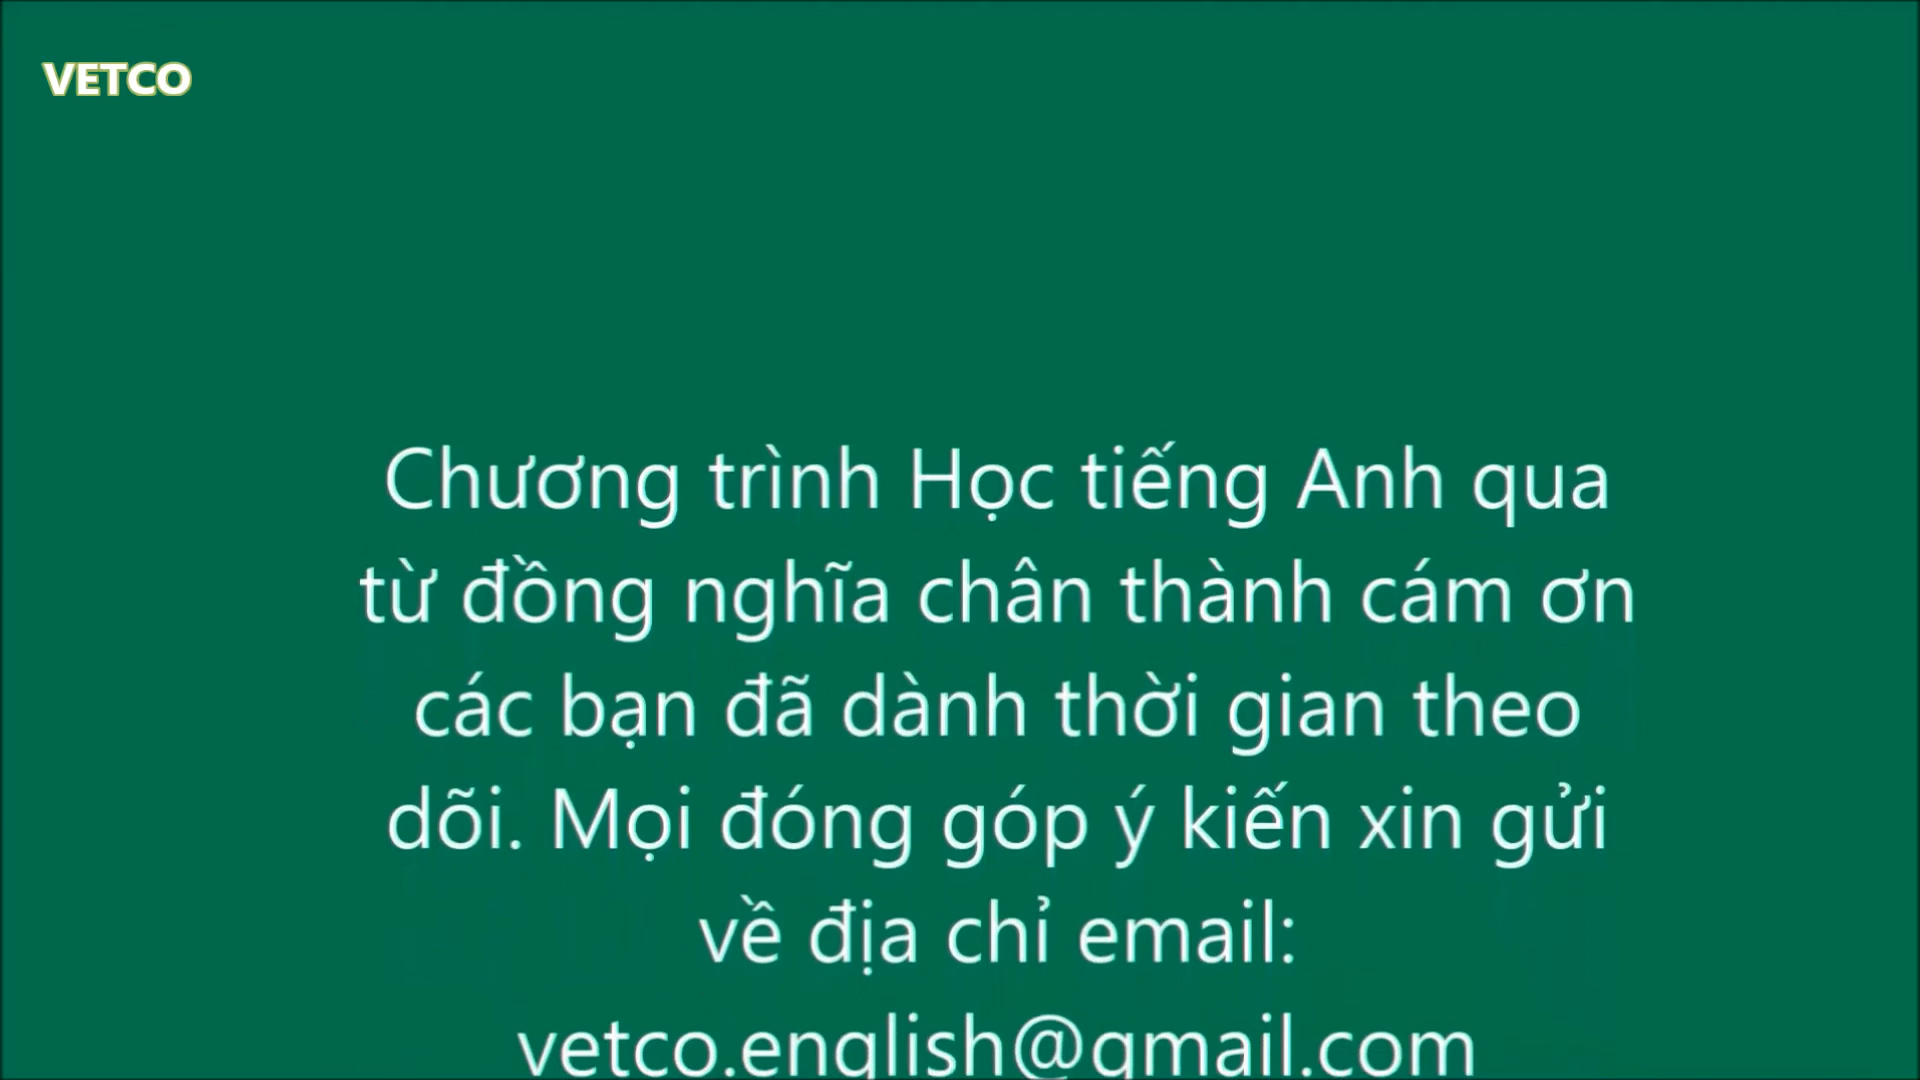 VETCO
Chương trình Học tiếng Anh qua
từ đồng nghĩa chân thành cám ơn
các bạn đã dành thời gian theo
dõi. Mọi đóng góp ý kiến xin gửi
về địa chỉ email:
vetco.english@gmail.com